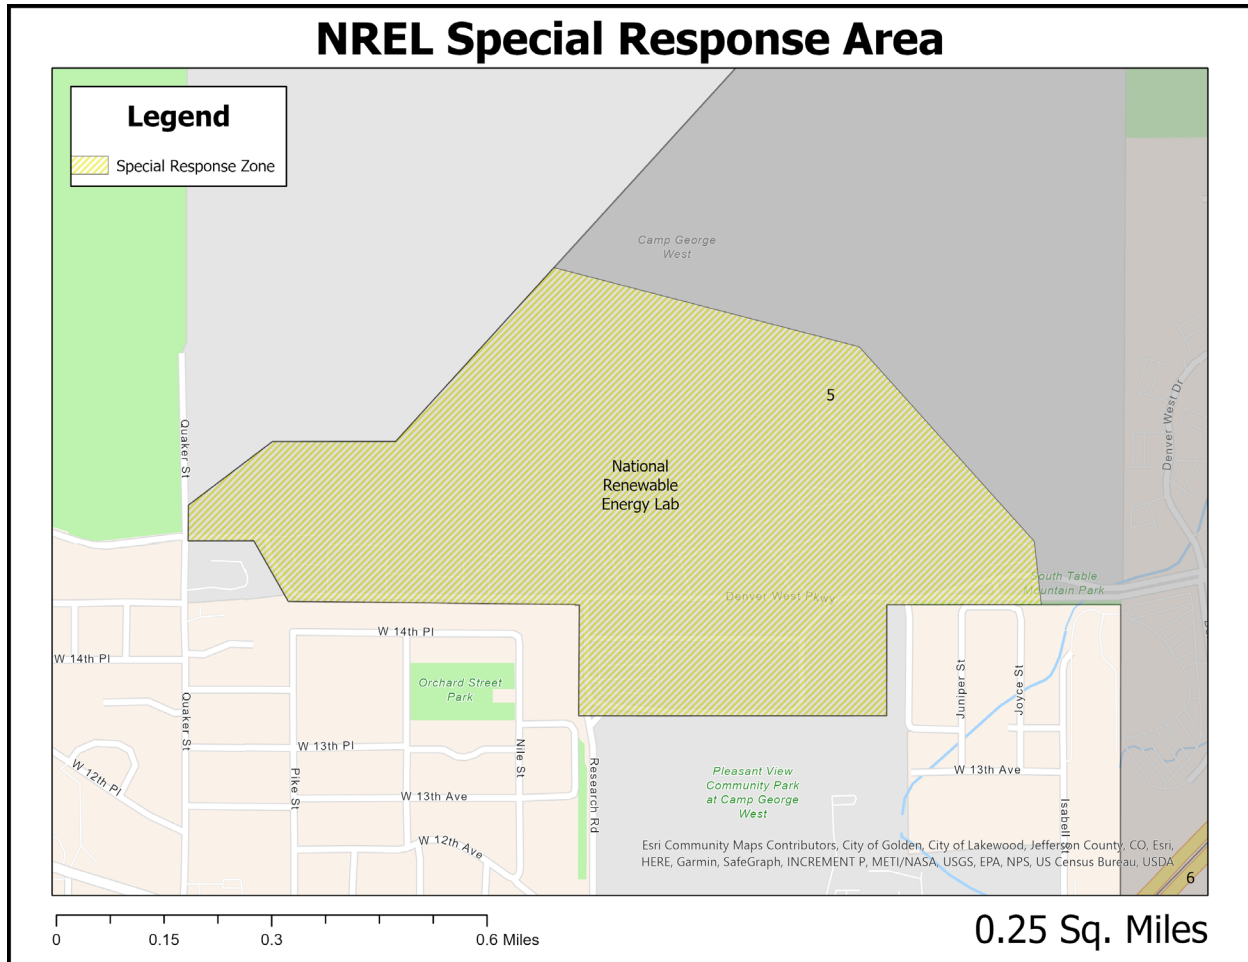 NREL Special Response Area
Legend
Special Response Zone
Camp George
West
5
Denver West Dr
Quaker St
National
Renewable
Energy Lab
South Table
Mountain Park
Denver West Pkwy
W 14th Pl
W 14th Pl
Orchard Street
Park
Juniper St
Joyce St
Quaker St
W 13th Pl
Nile St
W 12th Pl
Pike St
W 13th Ave
Research Rd
Pleasant View
Community Park
at Camp George
West
W 13th Ave
Isabell St
W 12th Ave
Esri Community Maps Contributors, City of Golden, City of Lakewood, Jefferson County, CO, Esri,
HERE, Garmin, SafeGraph, INCREMENT P, METI/NASA, USGS, EPA, NPS, US Census Bureau, USDA
6
0 0.15 0.3 0.6 Miles
0.25 Sq. Miles